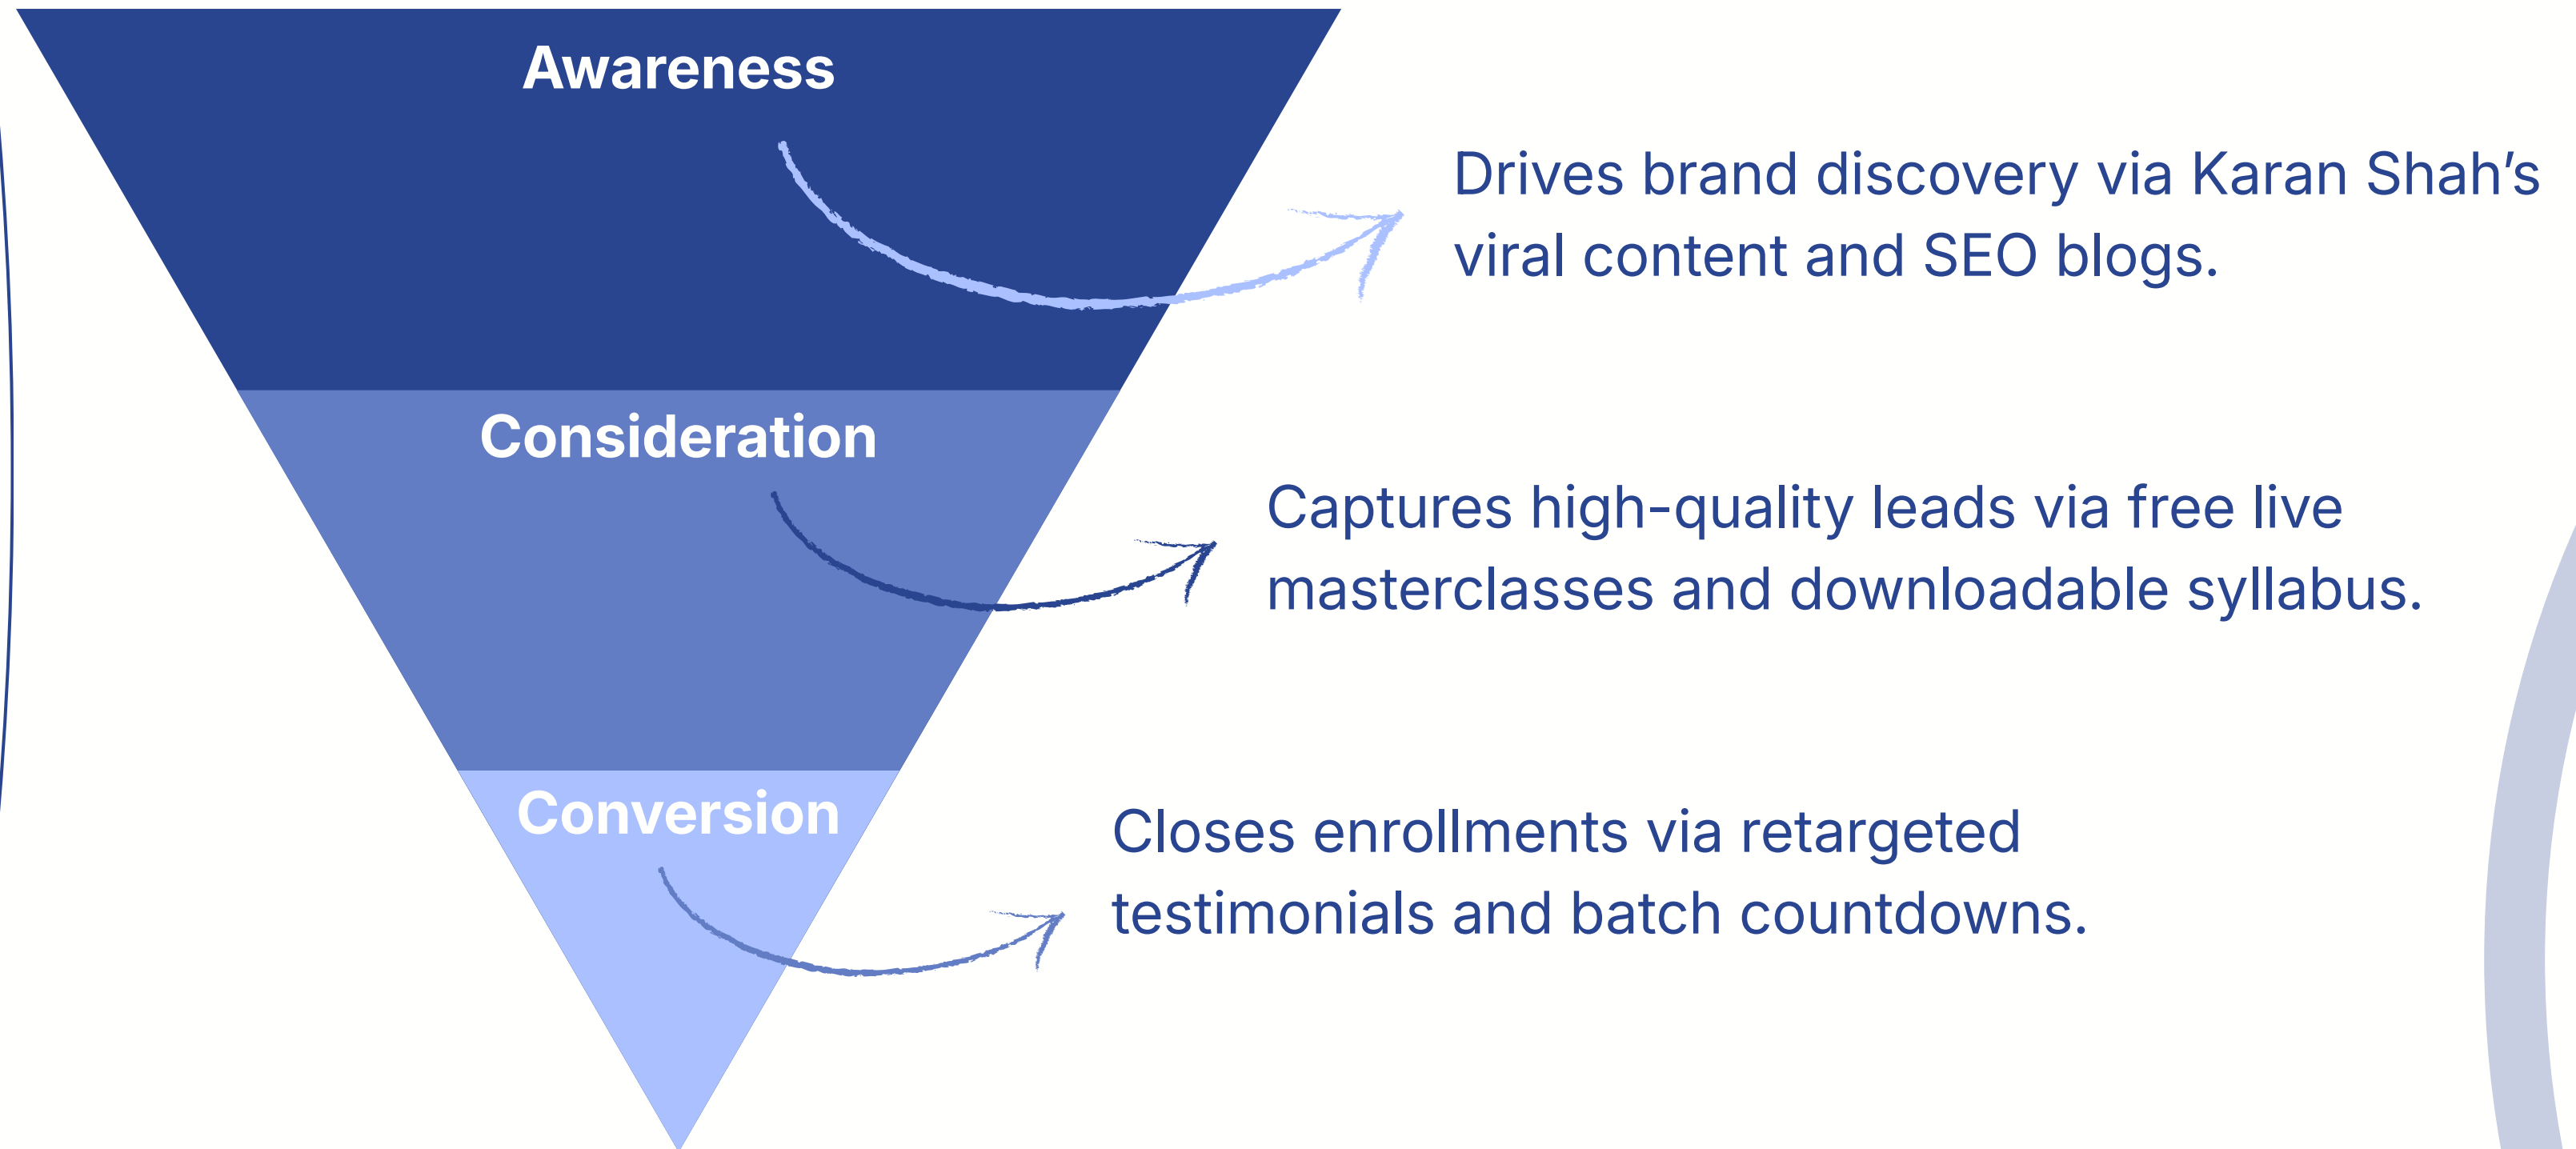 Awareness
Drives brand discovery via Karan Shah’s
viral content and SEO blogs.
Consideration
Captures high-quality leads via free live
masterclasses and downloadable syllabus.
Conversion
Closes enrollments via retargeted
testimonials and batch countdowns.